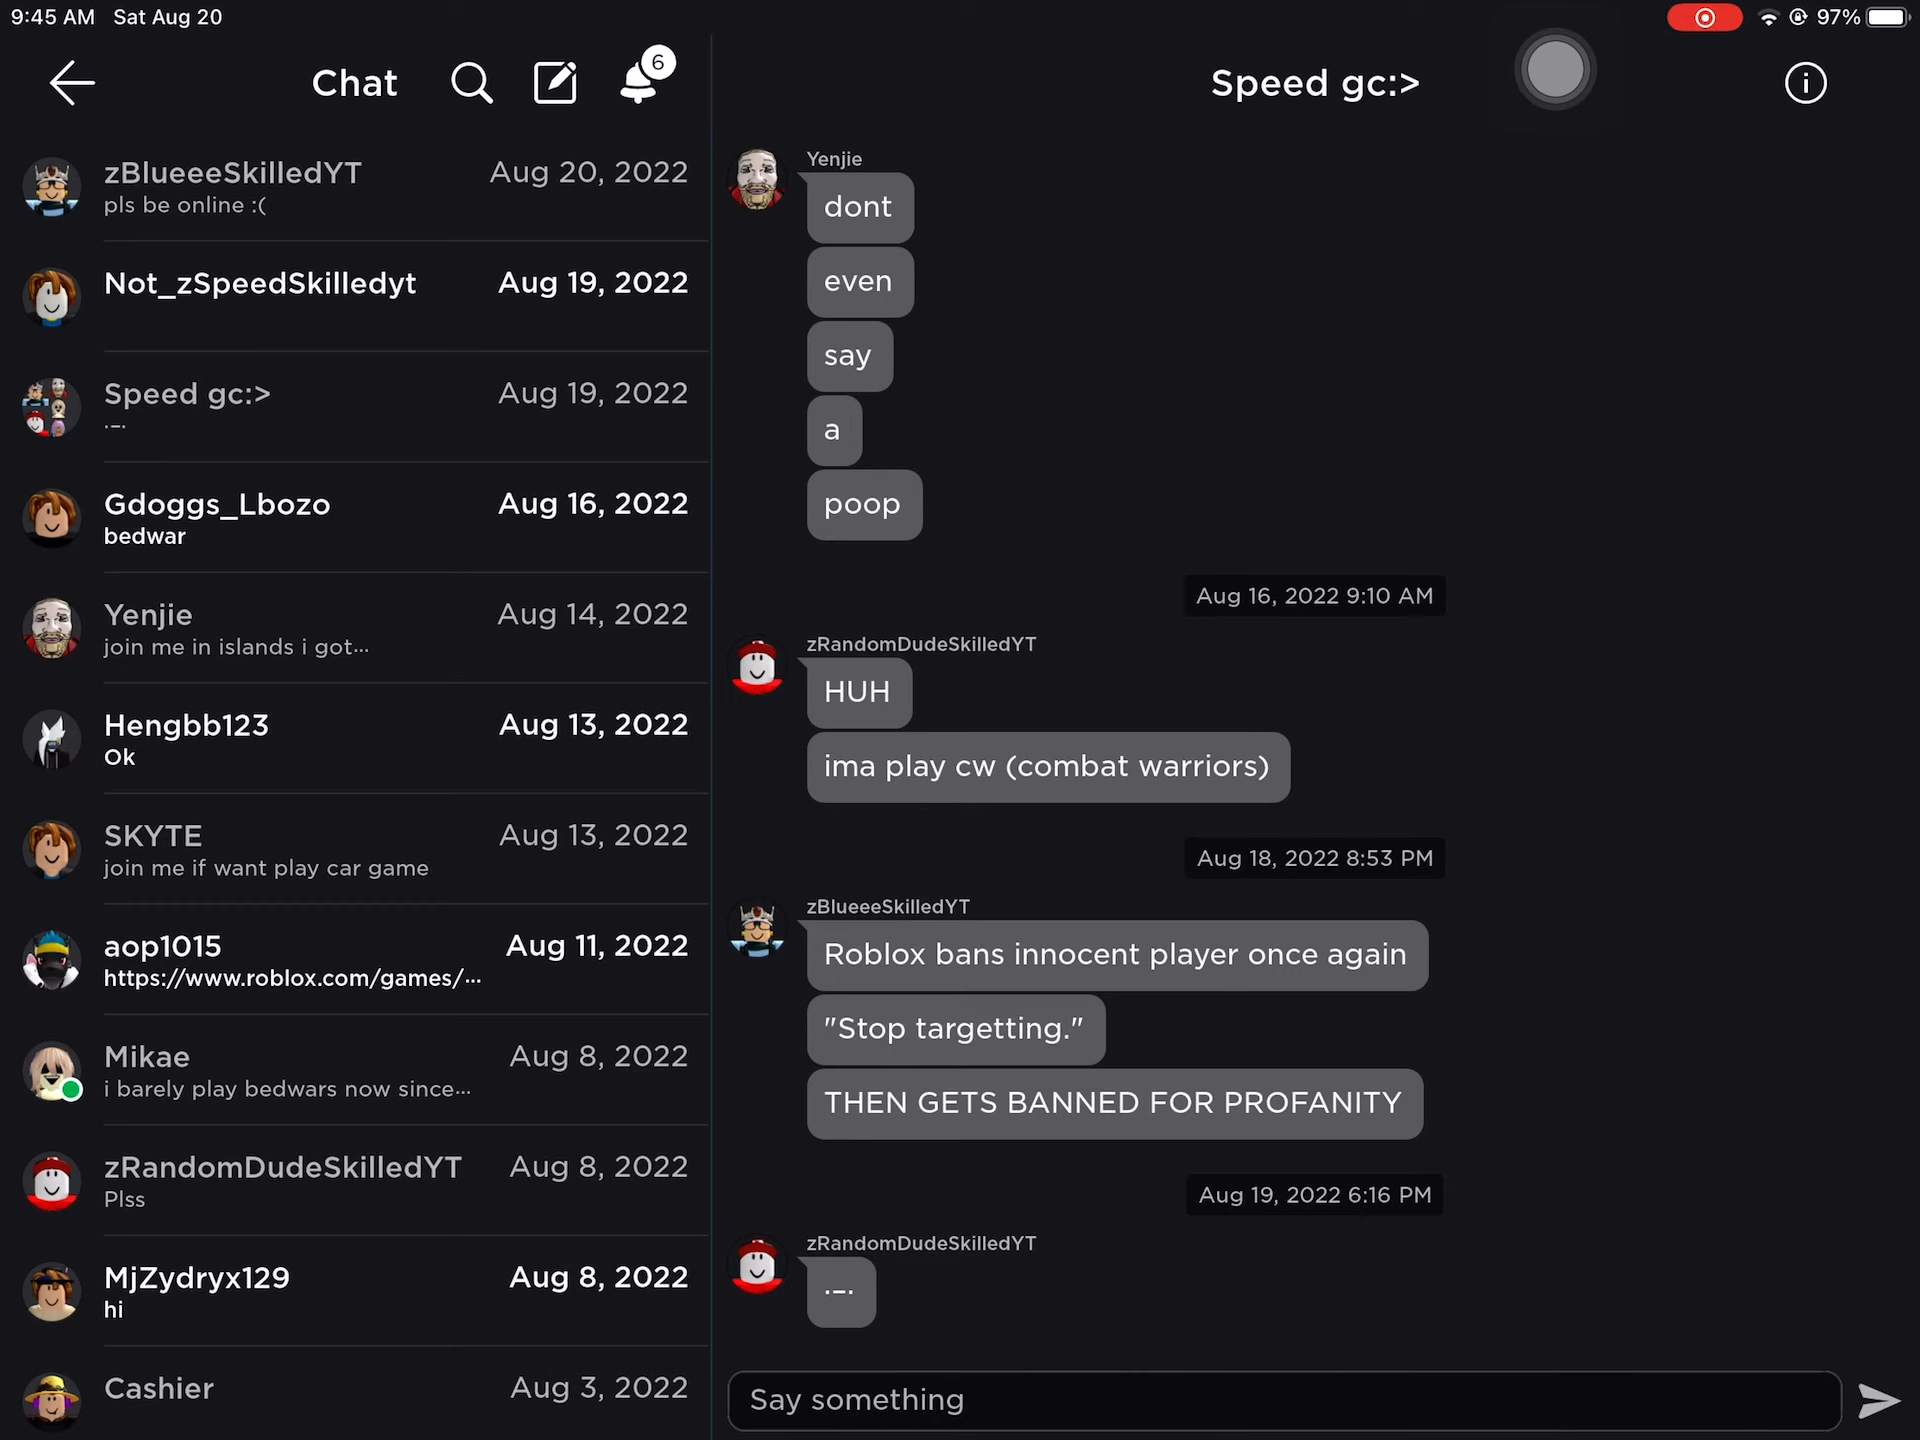 9:45 AM Sat Aug 20
97%
Chat
6
zBlueeeSkilledYT Aug 20, 2022
pls be online :(
Not_zSpeedSkilledyt Aug 19, 2022
Speed gc:> Aug 19, 2022
.-.
Gdoggs_Lbozo Aug 16, 2022
bedwar
Yenjie Aug 14, 2022
join me in islands i got...
Hengbb123 Aug 13, 2022
Ok
SKYTE Aug 13, 2022
join me if want play car game
aop1015 Aug 11, 2022
https://www.roblox.com/games/...
Mikae Aug 8, 2022
i barely play bedwars now since...
zRandomDudeSkilledYT Aug 8, 2022
Plss
MjZydryx129 Aug 8, 2022
hi
Cashier Aug 3, 2022
Speed gc:>
Yenjie
dont
even
say
a
poop
Aug 16, 2022 9:10 AM
zRandomDudeSkilledYT
HUH
ima play cw (combat warriors)
Aug 18, 2022 8:53 PM
zBlueeeSkilledYT
Roblox bans innocent player once again
"Stop targetting."
THEN GETS BANNED FOR PROFANITY
Aug 19, 2022 6:16 PM
zRandomDudeSkilledYT
.-.
Say something